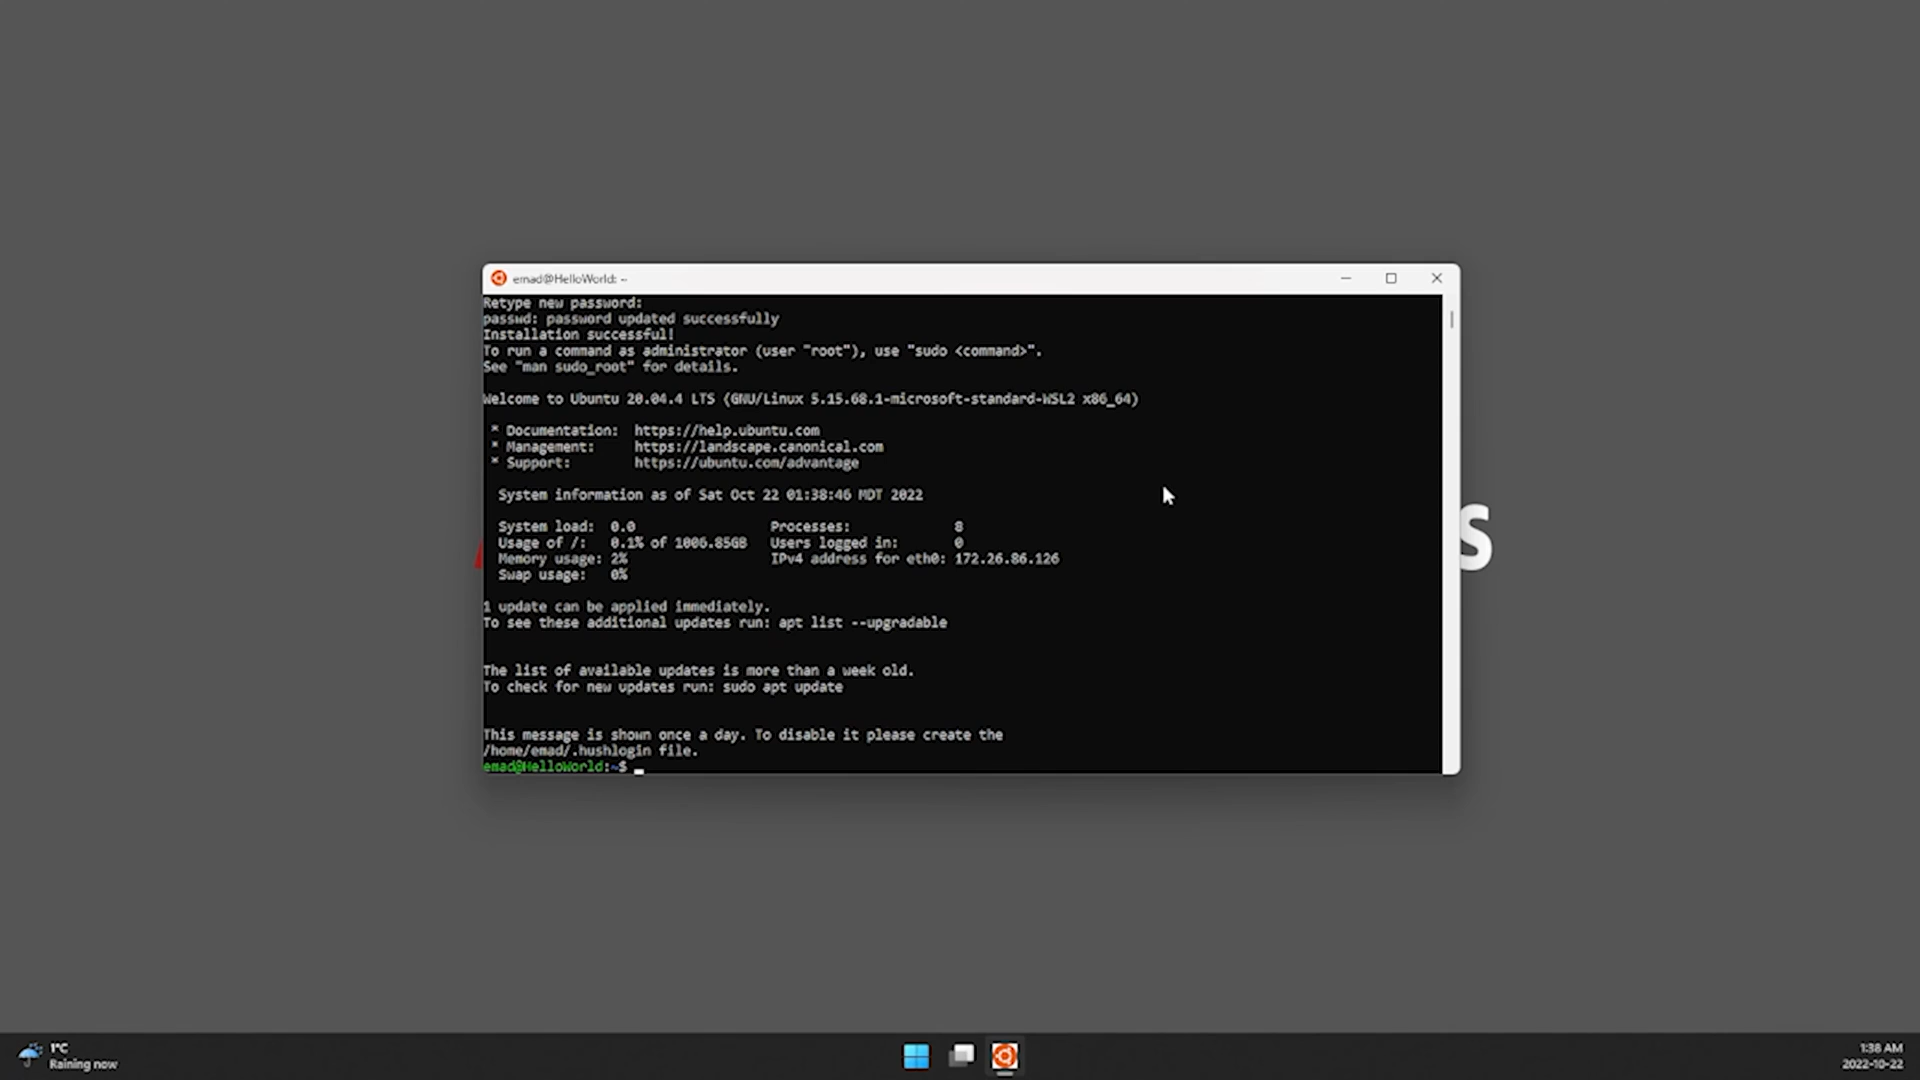 emad@HelloWorld: ~
Retype new password:
passwd: password updated successfully
Installation successful!
To run a command as administrator (user "root"), use "sudo <command>".
See "man sudo_root" for details.
Welcome to Ubuntu 20.04.4 LTS (GNU/Linux 5.15.68.1-microsoft-standard-WSL2 x86_64)
* Documentation: https://help.ubuntu.com
* Management: https://landscape.canonical.com
* Support: https://ubuntu.com/advantage
System information as of Sat Oct 22 01:38:46 MDT 2022
System load: 0.0 Processes: 8
Usage of /: 0.1% of 1006.85GB Users logged in: 0
Memory usage: 2% IPv4 address for eth0: 172.26.86.126
Swap usage: 0%
1 update can be applied immediately.
To see these additional updates run: apt list --upgradable
The list of available updates is more than a week old.
To check for new updates run: sudo apt update
This message is shown once a day. To disable it please create the
/home/emad/.hushlogin file.
emad@HelloWorld:~$
S
1°C
Raining now
1:38 AM
2022-10-22